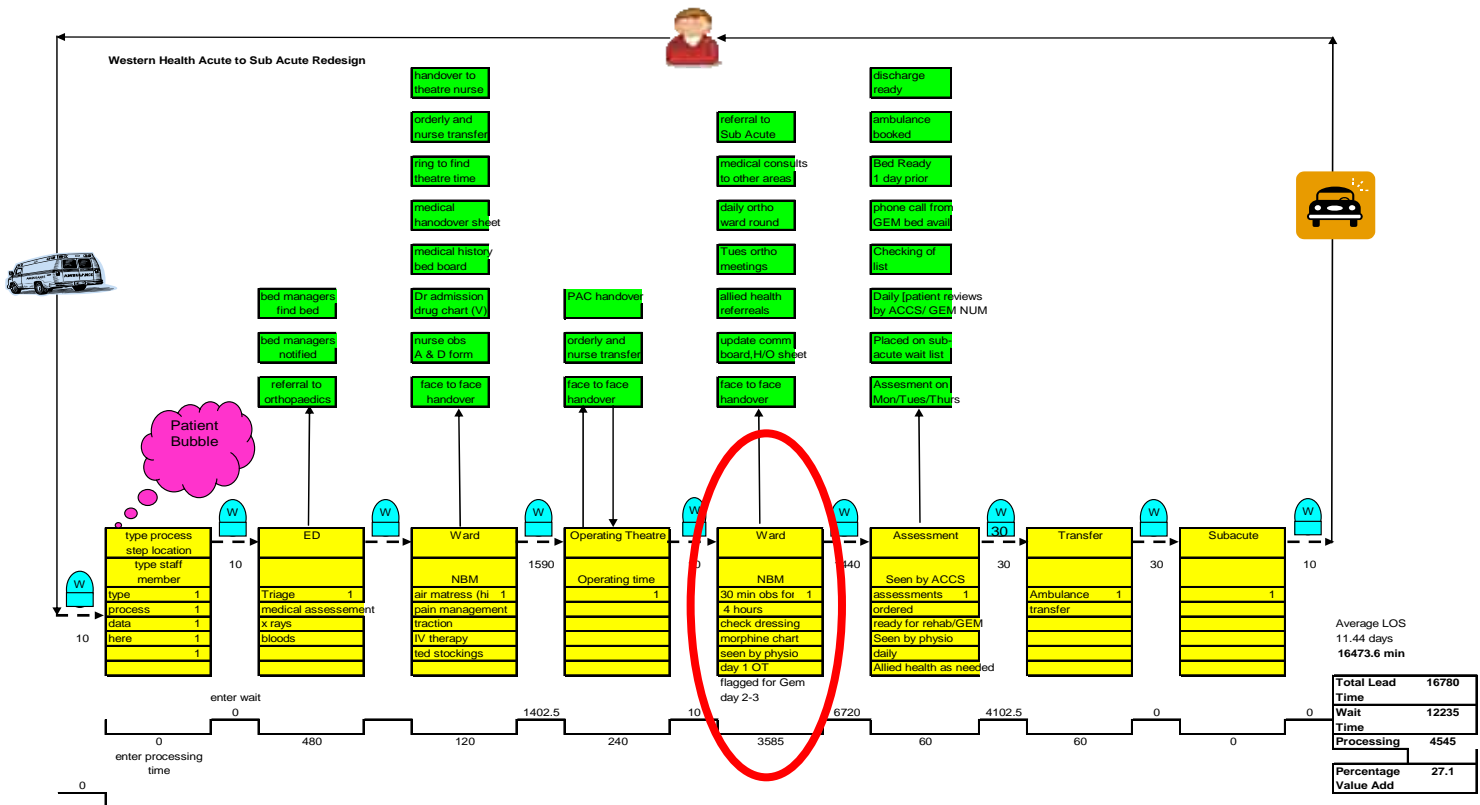 Western Health Acute to Sub Acute Redesign
AMBULANCE
bed managers
find bed
bed managers
notified
referral to
orthopaedics
handover to
theatre nurse
orderly and
nurse transfer
ring to find
theatre time
medical
hanodover sheet
medical history
bed board
Dr admission
drug chart (V)
nurse obs
A & D form
face to face
handover
PAC handover
orderly and
nurse transfer
face to face
handover
referral to
Sub Acute
medical consults
to other areas
daily ortho
ward round
Tues ortho
meetings
allied health
referreals
update comm
board,H/O sheet
face to face
handover
discharge
ready
ambulance
booked
Bed Ready
1 day prior
phone call from
GEM bed avail
Checking of
list
Daily [patient reviews
by ACCS/ GEM NUM
Placed on sub-
acute wait list
Assesment on
Mon/Tues/Thurs
Patient
Bubble
W
10
type process
step location
type staff
member
type 1
process 1
data 1
here 1
1
W
10
ED
Triage 1
medical assessement
x rays
bloods
W
Ward
NBM
air matress (hi 1
pain management
traction
IV therapy
ted stockings
W
1590
Operating Theatre
Operating time
1
W
0
Ward
NBM
30 min obs for 1
4 hours
check dressing
morphine chart
seen by physio
day 1 OT
flagged for Gem
day 2-3
W
440
Assessment
Seen by ACCS
assessments 1
ordered
ready for rehab/GEM
Seen by physio
daily
Allied health as needed
W
30
30
Transfer
Ambulance 1
transfer
W
30
Subacute
1
W
10
Average LOS
11.44 days
16473.6 min
enter wait
0 1402.5 10 6720 4102.5 0 0
0 480 120 240 3585 60 60 0
enter processing
time
0
Total Lead 16780
Time
Wait 12235
Time
Processing 4545
Percentage 27.1
Value Add